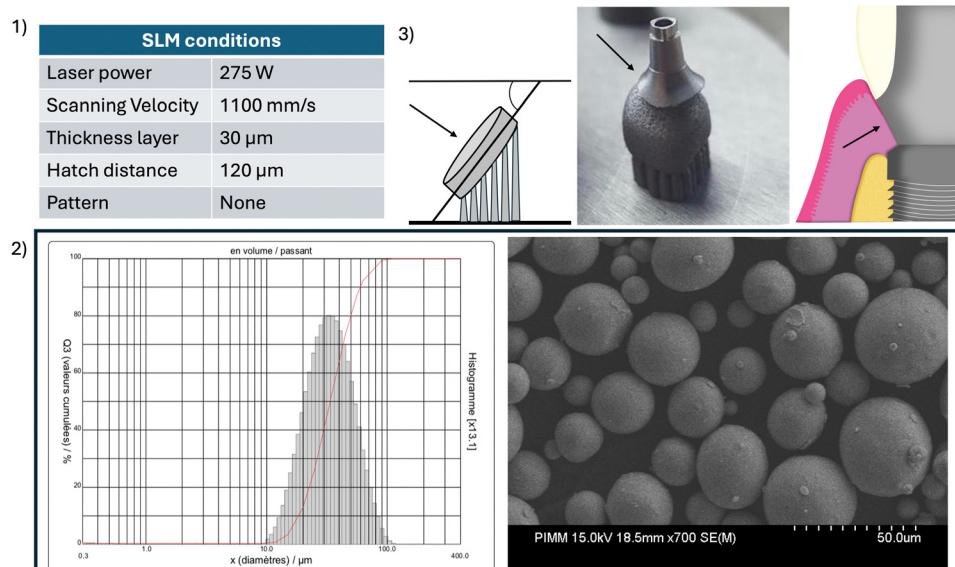 1)
SLM conditions
Laser power 275 W
Scanning Velocity 1100 mm/s
Thickness layer 30 µm
Hatch distance 120 µm
Pattern None
3)
2)
en volume / passant
Q3 (valeurs cumulées) / %
100
80
60
40
20
0
0.3 1.0 10.0 100.0 400.0
x (diamètres) / µm
Histogramme [x13.1]
PIMM 15.0kV 18.5mm x700 SE(M) 50.0um